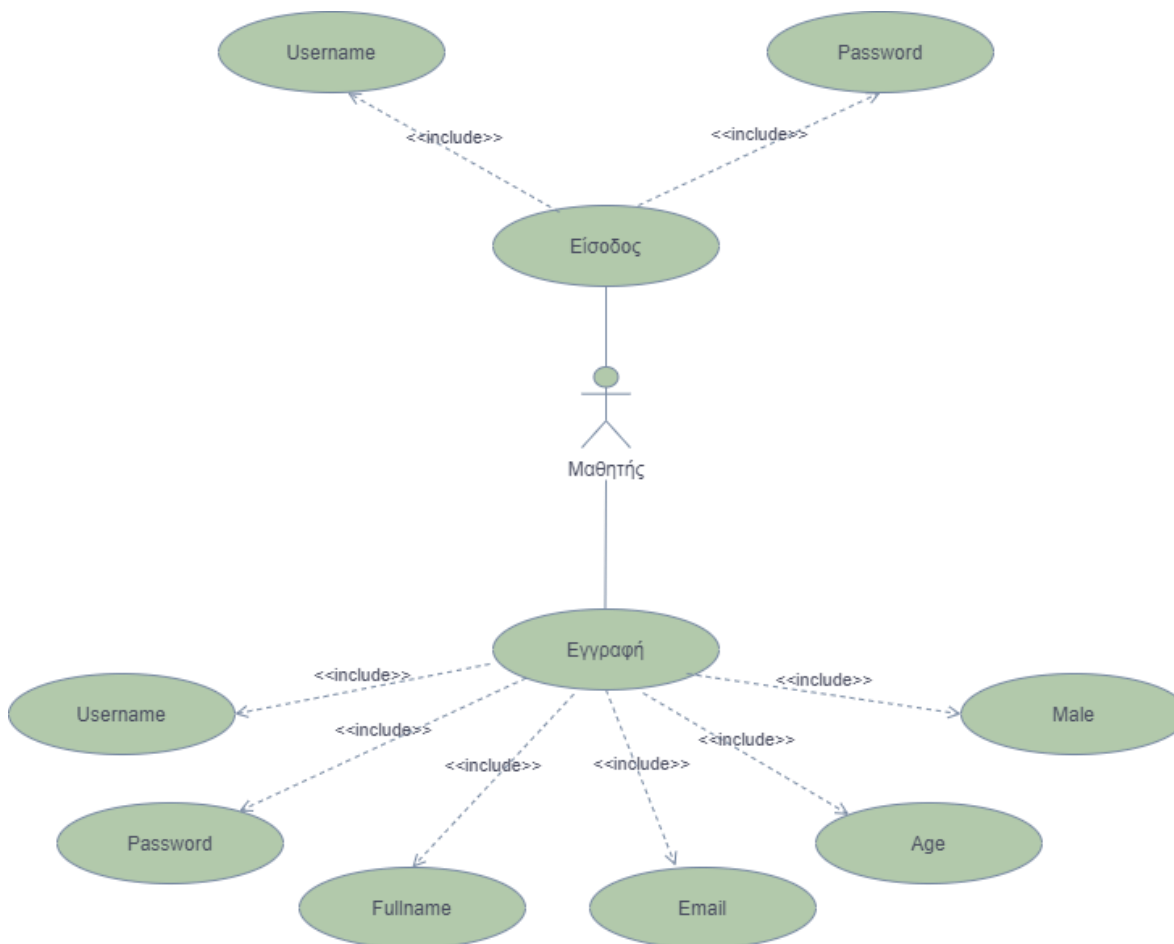 Username
Password
<<include>>
<<include>>
Είσοδος
Μαθητής
Εγγραφή
<<include>>
<<include>>
Username
Male
<<include>>
<<include>>
<<include>>
<<include>>
Password
Age
Fullname
Email